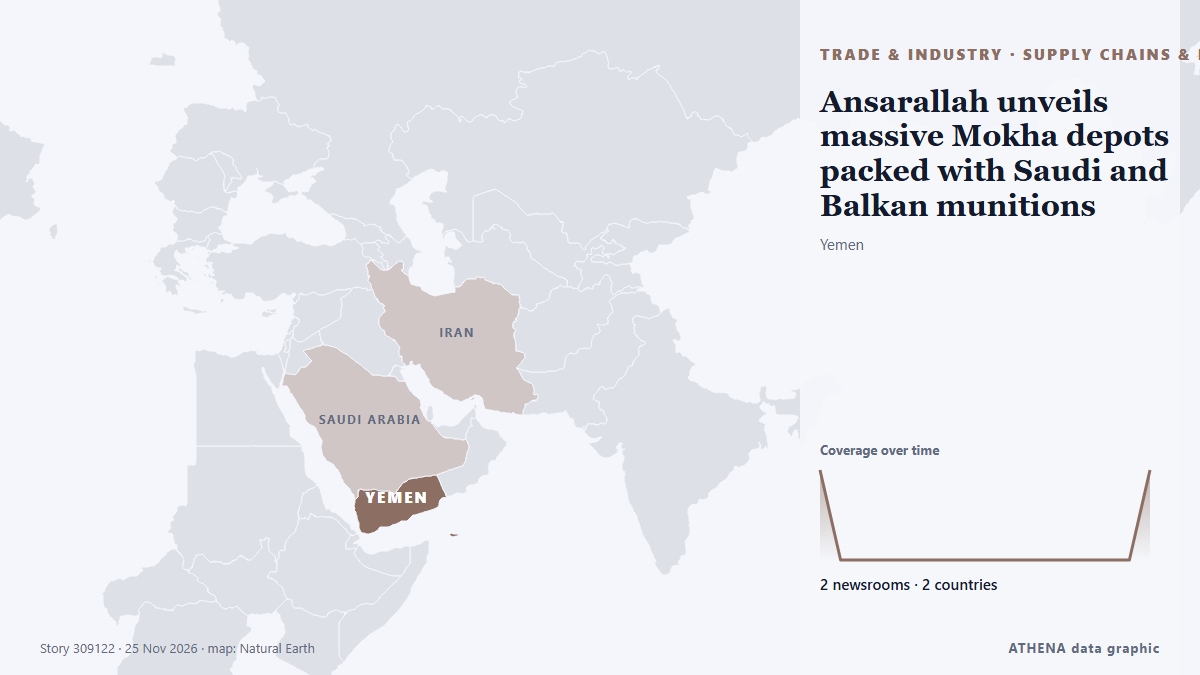 TRADE & INDUSTRY · SUPPLY CHAINS &
Ansarallah unveils
massive Mokha depots
packed with Saudi and
Balkan munitions
Yemen
IRAN
SAUDI ARABIA
YEMEN
Coverage over time
2 newsrooms · 2 countries
Story 309122 · 25 Nov 2026 · map: Natural Earth
ATHENA data graphic